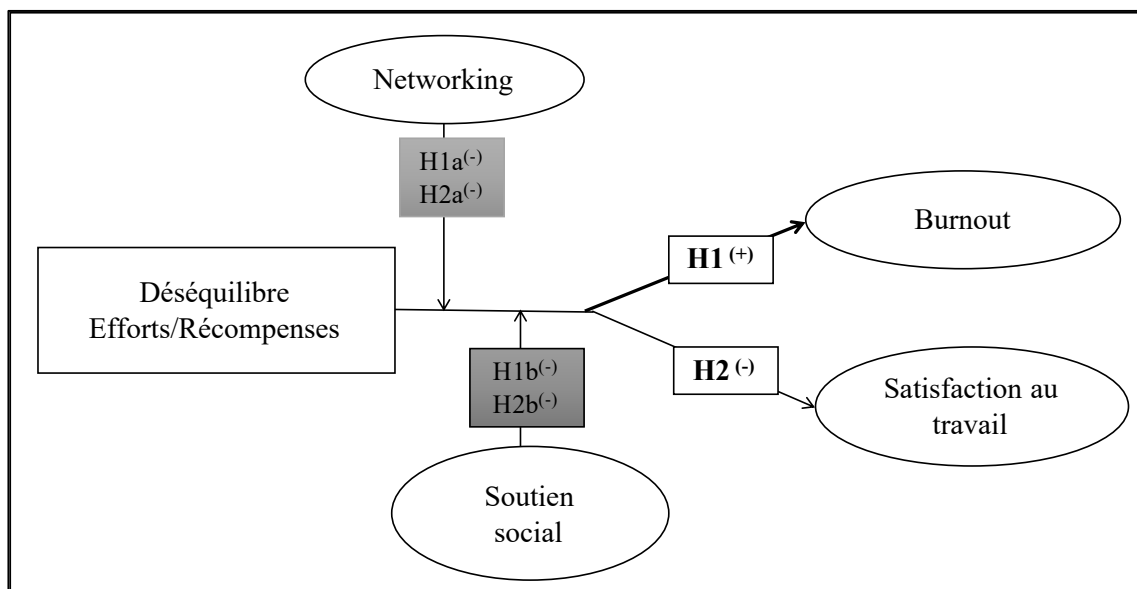 Networking
H1a(-)
H2a(-)
Burnout
H1 (+)
Déséquilibre
Efforts/Récompenses
H2 (-)
H1b(-)
H2b(-)
Satisfaction au
travail
Soutien
social